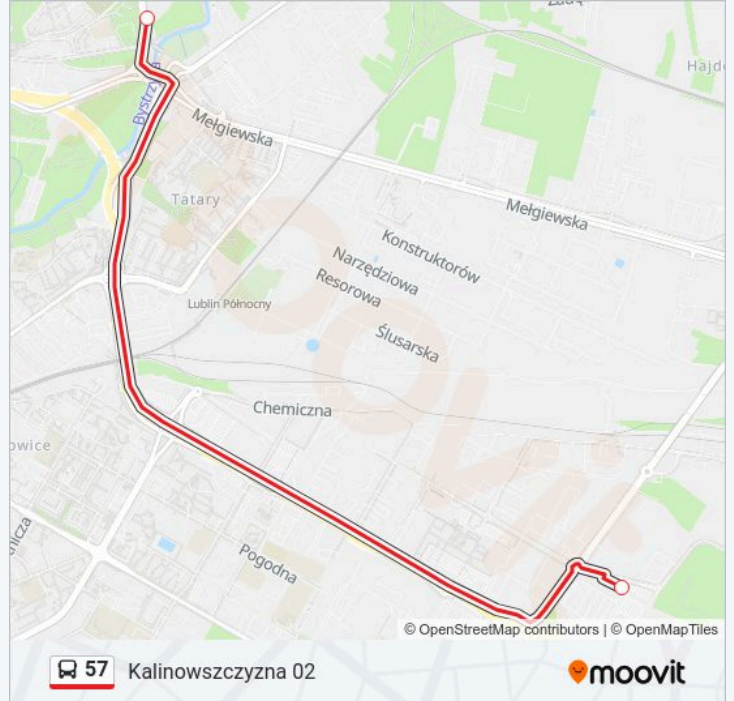 Hajd
Bystrzyca
Mełgiewska
Tatary
Mełgiewska
Konstruktorów
Narzędziowa
Resorowa
Lublin Północny
Ślusarska
Chemiczna
owice
nicza
Pogodna
© OpenStreetMap contributors | © OpenMapTiles
57 Kalinowszczyzna 02
moovit